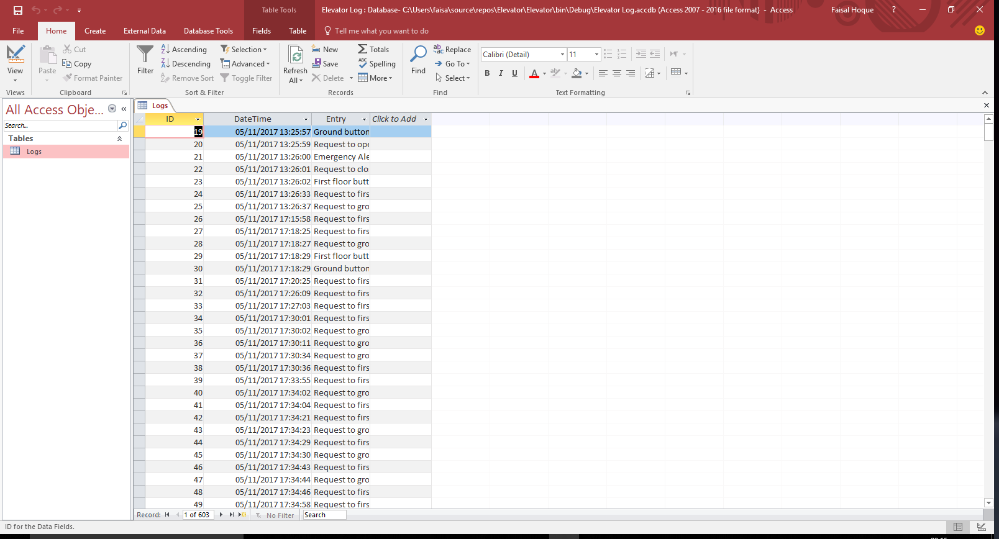 Table Tools
Elevator Log : Database- C:\Users\faisa\source\repos\Elevator\Elevator\bin\Debug\Elevator Log.accdb (Access 2007 - 2016 file format) - Access
Faisal Hoque
?
File Home Create External Data Database Tools Fields Table Tell me what you want to do
View
Views
Paste
Cut
Copy
Format Painter
Clipboard
Filter
Ascending
Descending
Remove Sort
Selection
Advanced
Toggle Filter
Sort & Filter
Refresh
All
New
Save
Delete
Totals
Spelling
More
Records
Find
Replace
Go To
Select
Find
Calibri (Detail) 11
B I U A
Text Formatting
All Access Obje...
Search...
Tables
Logs
Logs
ID DateTime Entry Click to Add
19 05/11/2017 13:25:57 Ground button
20 05/11/2017 13:25:59 Request to ope
21 05/11/2017 13:26:00 Emergency Ale
22 05/11/2017 13:26:01 Request to clo
23 05/11/2017 13:26:02 First floor butt
24 05/11/2017 13:26:33 Request to firs
25 05/11/2017 13:26:37 Request to gro
26 05/11/2017 17:15:58 Request to firs
27 05/11/2017 17:18:25 Request to firs
28 05/11/2017 17:18:27 Request to gro
29 05/11/2017 17:18:29 First floor butt
30 05/11/2017 17:18:29 Ground button
31 05/11/2017 17:20:25 Request to firs
32 05/11/2017 17:26:09 Request to firs
33 05/11/2017 17:27:03 Request to firs
34 05/11/2017 17:30:01 Request to firs
35 05/11/2017 17:30:02 Request to gro
36 05/11/2017 17:30:11 Request to gro
37 05/11/2017 17:30:34 Request to gro
38 05/11/2017 17:30:36 Request to firs
39 05/11/2017 17:33:55 Request to firs
40 05/11/2017 17:34:02 Request to gro
41 05/11/2017 17:34:04 Request to firs
42 05/11/2017 17:34:21 Request to firs
43 05/11/2017 17:34:23 Request to gro
44 05/11/2017 17:34:29 Request to firs
45 05/11/2017 17:34:30 Request to gro
46 05/11/2017 17:34:43 Request to firs
47 05/11/2017 17:34:44 Request to gro
48 05/11/2017 17:34:46 Request to firs
49 05/11/2017 17:34:58 Request to firs
Record: 1 of 603 No Filter Search
ID for the Data Fields.